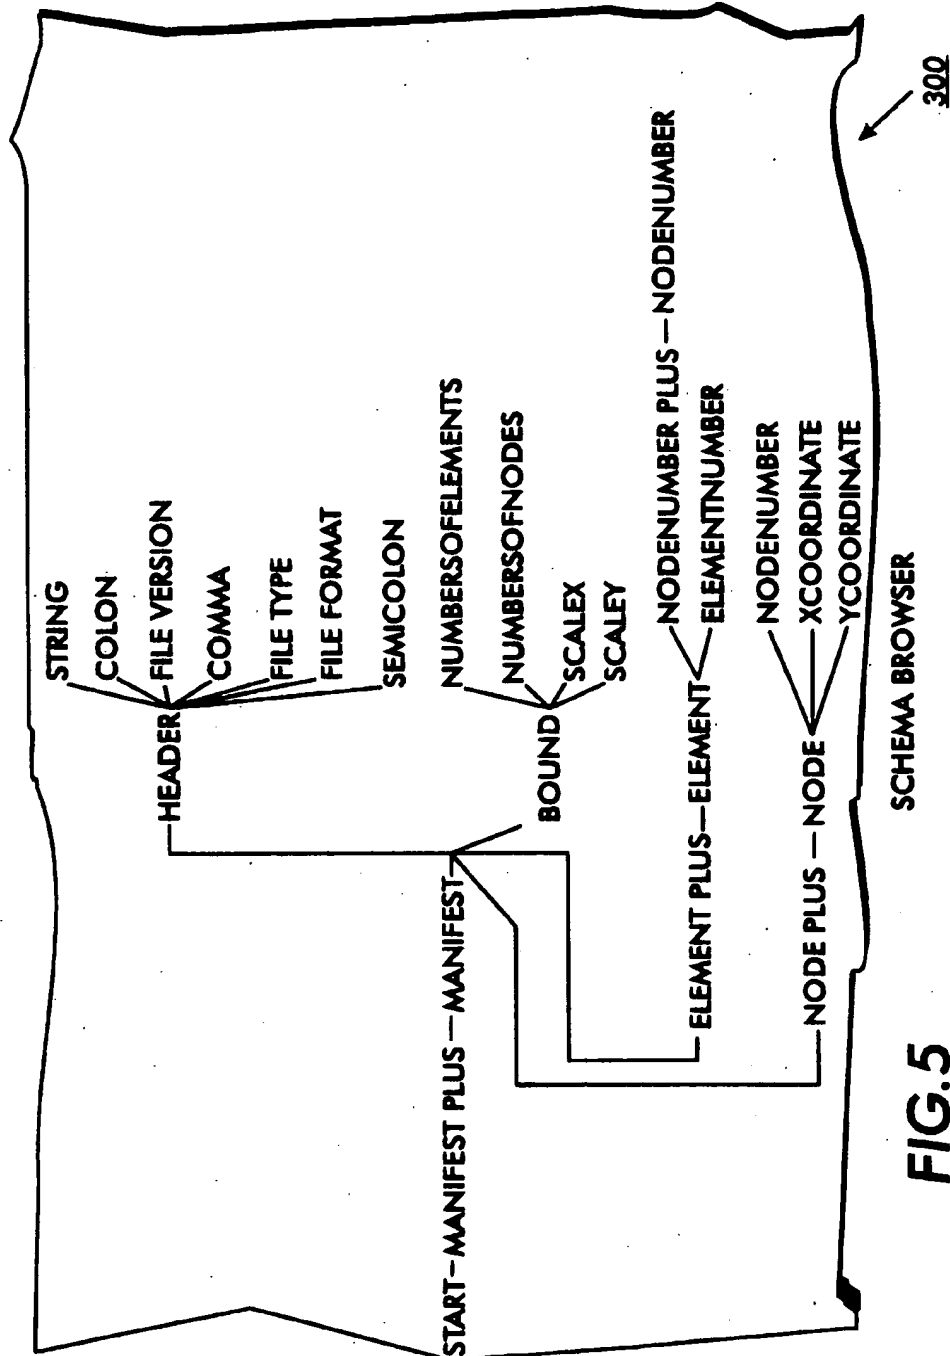 STRING
COLON
FILE VERSION
COMMA
FILE TYPE
FILE FORMAT
SEMICOLON
HEADER
NUMBERSOFELEMENTS
NUMBERSOFNODES
SCALEX
SCALEY
BOUND
START—MANIFEST PLUS—MANIFEST
ELEMENT PLUS—ELEMENT
NODENUMBER PLUS—NODENUMBER
ELEMENTNUMBER
NODE PLUS—NODE
NODENUMBER
XCOORDINATE
YCOORDINATE
SCHEMA BROWSER
300
FIG.5